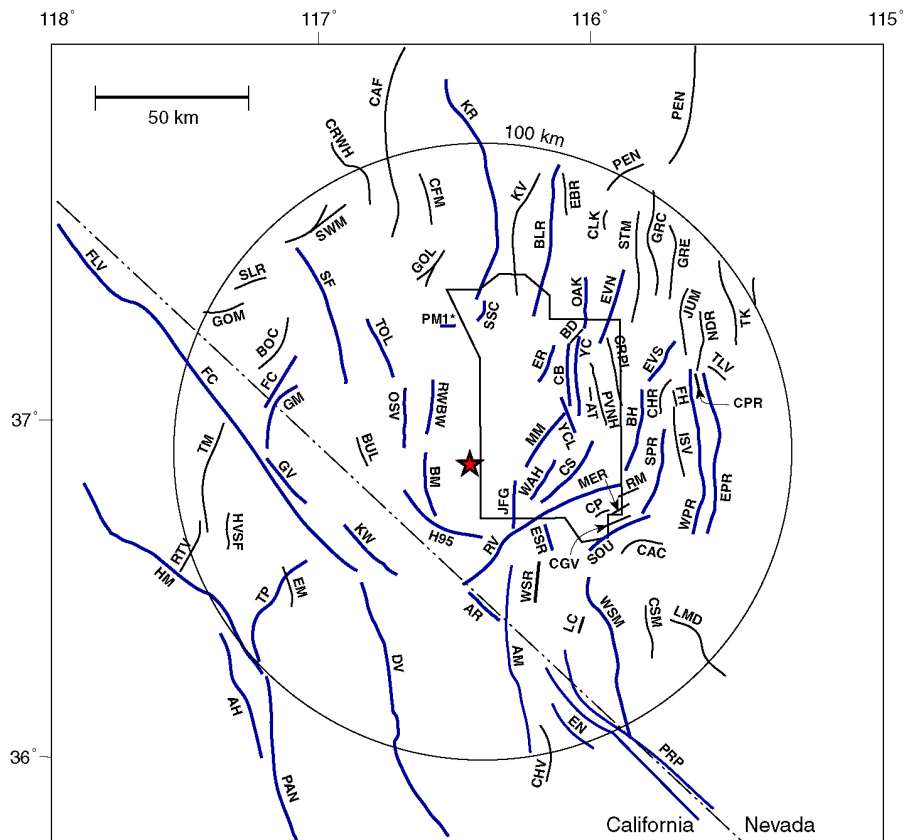 118°
117°
116°
115°
CAF
KR
PEN
50 km
CRWH
100 km
PEN
CFM
KV
EBR
SWM
BLR
CLK
STM
GRC
GRE
FLV
GOL
SLR
SF
OAK
EVN
JUM
NDR
TK
GOM
PM1*
SSC
TOL
BD
YC
CRPL
BOC
ER
EVS
TLV
FC
FC
CB
CPR
GM
OSV
RWBW
AT
PVNH
BH
CHR
FH
37°
MM
YCL
TM
BUL
SPR
ISV
GV
BM
WAH
CS
MER
RM
EPR
JFG
CP
WPR
HVSF
KW
H95
RV
ESR
RTV
CGV
SOU
CAC
HM
TP
EM
WSR
AR
LC
WSM
CSM
LMD
AM
DV
AH
EN
36°
PRP
CHV
PAN
California
Nevada